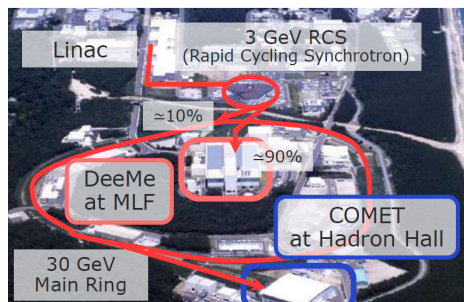 Linac
3 GeV RCS
(Rapid Cycling Synchrotron)
≃10%
≃90%
DeeMe
at MLF
COMET
at Hadron Hall
30 GeV
Main Ring